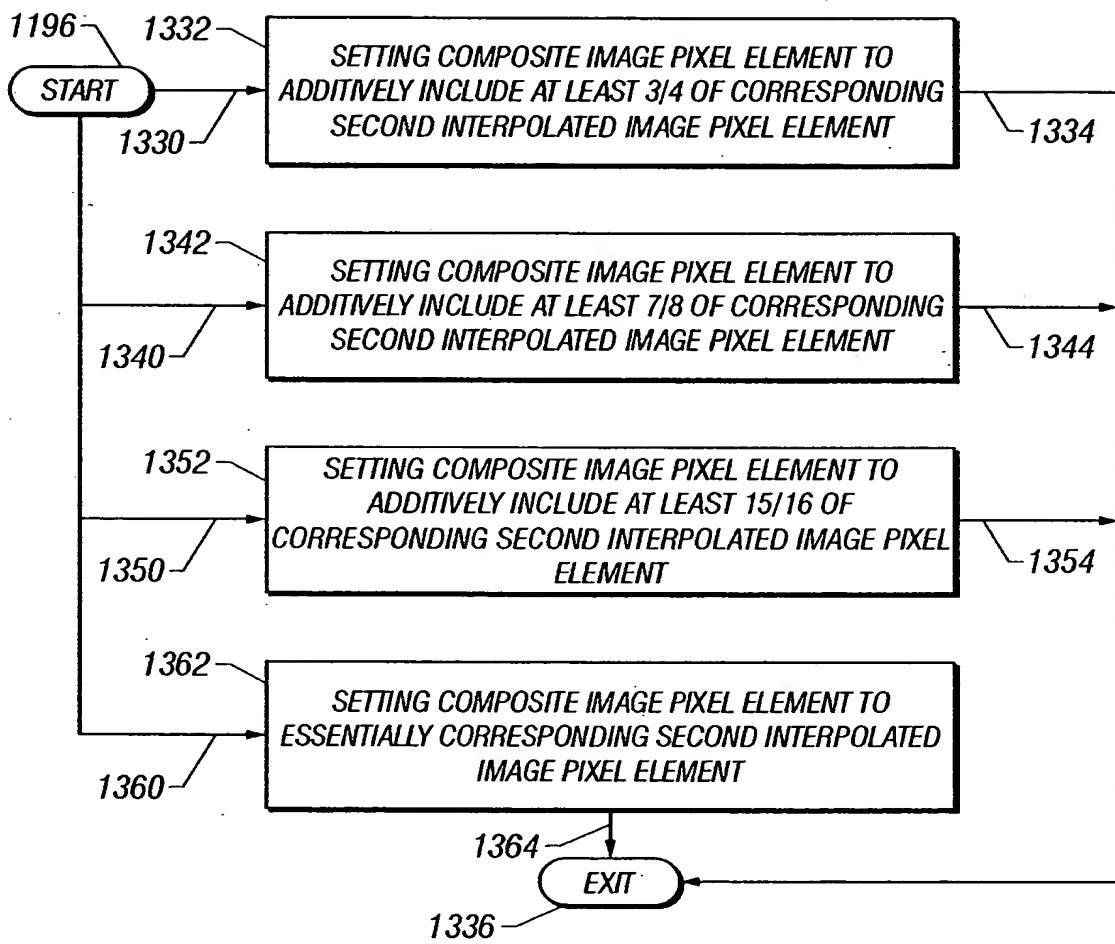 1196
START
1332
SETTING COMPOSITE IMAGE PIXEL ELEMENT TO
ADDITIVELY INCLUDE AT LEAST 3/4 OF CORRESPONDING
SECOND INTERPOLATED IMAGE PIXEL ELEMENT
1330
1334
1342
SETTING COMPOSITE IMAGE PIXEL ELEMENT TO
ADDITIVELY INCLUDE AT LEAST 7/8 OF CORRESPONDING
SECOND INTERPOLATED IMAGE PIXEL ELEMENT
1340
1344
1352
SETTING COMPOSITE IMAGE PIXEL ELEMENT TO
ADDITIVELY INCLUDE AT LEAST 15/16 OF
CORRESPONDING SECOND INTERPOLATED IMAGE PIXEL
ELEMENT
1350
1354
1362
SETTING COMPOSITE IMAGE PIXEL ELEMENT TO
ESSENTIALLY CORRESPONDING SECOND INTERPOLATED
IMAGE PIXEL ELEMENT
1360
1364
EXIT
1336